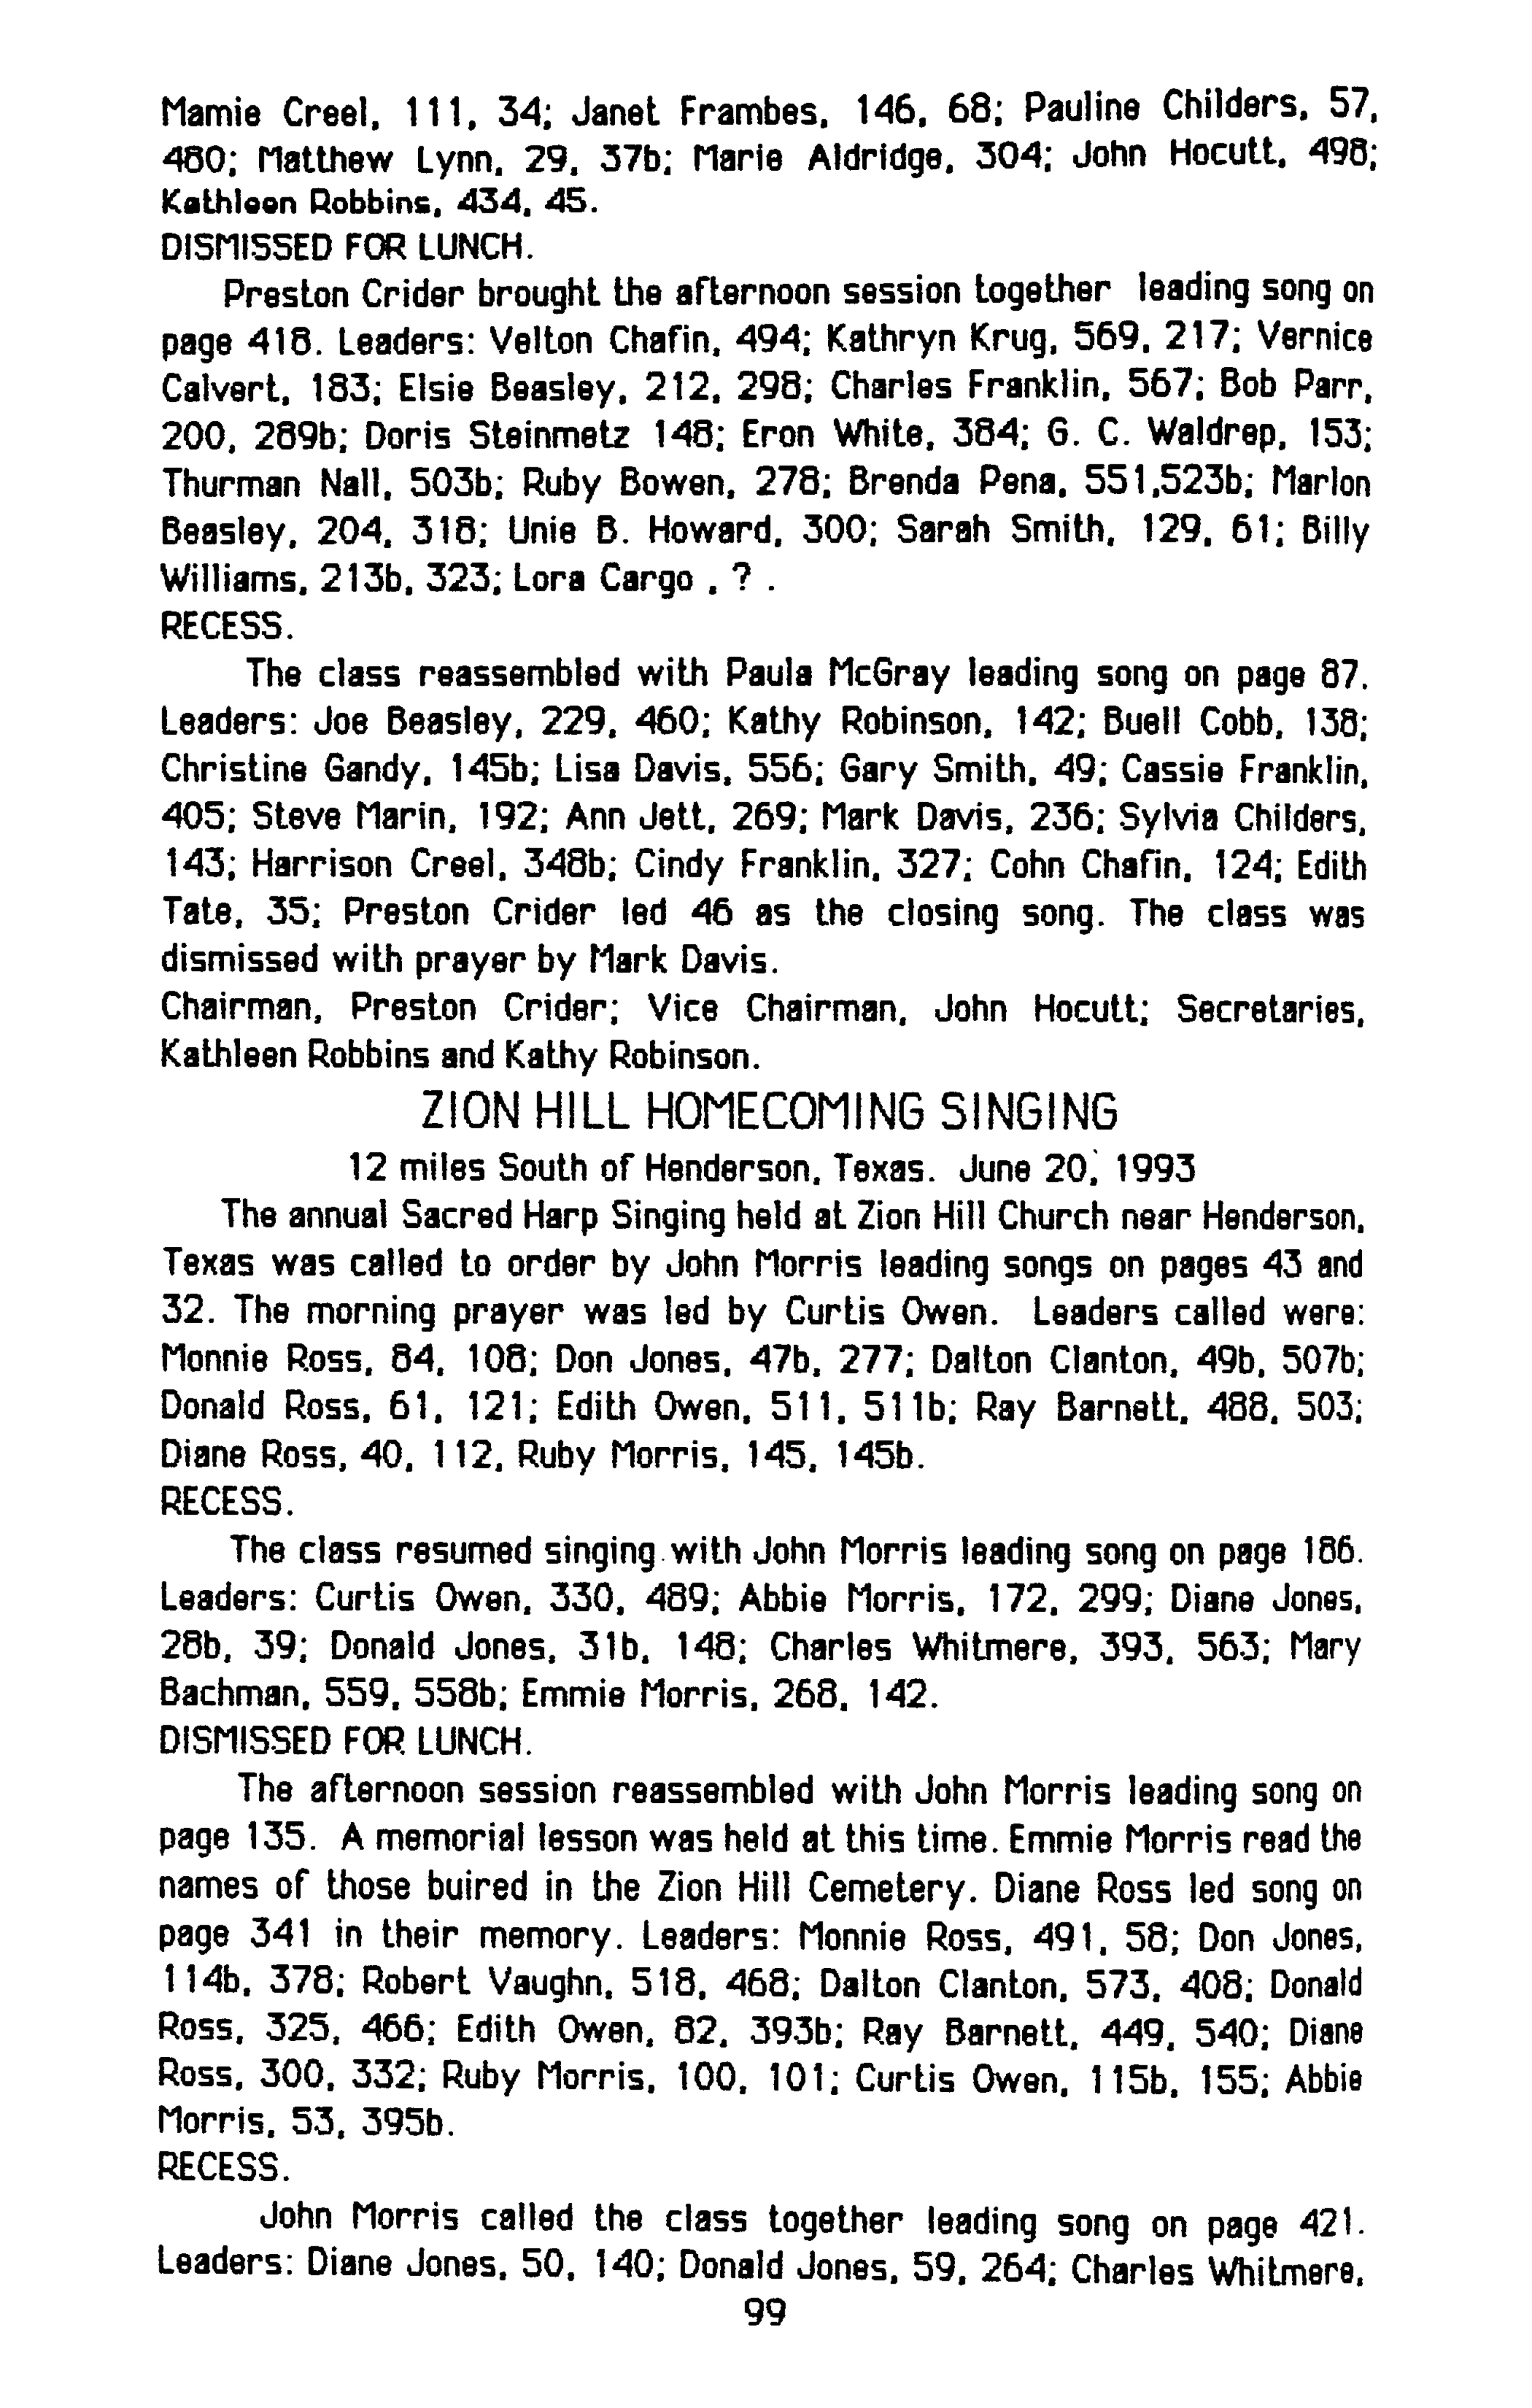 Mamie Creel, 111, 34; Janet Frambes, 146, 68; Pauline Childers, 57,
480; Matthew Lynn, 29, 37b; Marie Aldridge, 304; John Hocutt, 498;
Kathleen Robbins, 434, 45.
DISMISSED FOR LUNCH.
Preston Crider brought the afternoon session together leading song on
page 418. Leaders: Velton Chafin, 494; Kathryn Krug, 569, 217; Vernice
Calvert, 183; Elsie Beasley, 212, 298; Charles Franklin, 567; Bob Parr,
200, 289b; Doris Steinmetz 148; Eron White, 384; G. C. Waldrep, 153;
Thurman Nall, 503b; Ruby Bowen, 278; Brenda Pena, 551,523b; Marlon
Beasley, 204, 318; Unie B. Howard, 300; Sarah Smith, 129, 61; Billy
Williams, 213b, 323; Lora Cargo , ? .
RECESS.
The class reassembled with Paula McGray leading song on page 87.
Leaders: Joe Beasley, 229, 460; Kathy Robinson, 142; Buell Cobb, 138;
Christine Gandy, 145b; Lisa Davis, 556; Gary Smith, 49; Cassie Franklin,
405; Steve Marin, 192; Ann Jett, 269; Mark Davis, 236; Sylvia Childers,
143; Harrison Creel, 348b; Cindy Franklin, 327; Cohn Chafin, 124; Edith
Tate, 35; Preston Crider led 46 as the closing song. The class was
dismissed with prayer by Mark Davis.
Chairman, Preston Crider; Vice Chairman, John Hocutt; Secretaries,
Kathleen Robbins and Kathy Robinson.
ZION HILL HOMECOMING SINGING
12 miles South of Henderson, Texas. June 20, 1993
The annual Sacred Harp Singing held at Zion Hill Church near Henderson,
Texas was called to order by John Morris leading songs on pages 43 and
32. The morning prayer was led by Curtis Owen. Leaders called were:
Monnie Ross, 84, 108; Don Jones, 47b, 277; Dalton Clanton, 49b, 507b;
Donald Ross, 61, 121; Edith Owen, 511, 511b; Ray Barnett, 488, 503;
Diane Ross, 40, 112, Ruby Morris, 145, 145b.
RECESS.
The class resumed singing with John Morris leading song on page 186.
Leaders: Curtis Owen, 330, 489; Abbie Morris, 172, 299; Diane Jones,
28b, 39; Donald Jones, 31b, 148; Charles Whitmere, 393, 563; Mary
Bachman, 559, 558b; Emmie Morris, 268, 142.
DISMISSED FOR LUNCH.
The afternoon session reassembled with John Morris leading song on
page 135. A memorial lesson was held at this time. Emmie Morris read the
names of those buired in the Zion Hill Cemetery. Diane Ross led song on
page 341 in their memory. Leaders: Monnie Ross, 491, 58; Don Jones,
114b, 378; Robert Vaughn, 518, 468; Dalton Clanton, 573, 408; Donald
Ross, 325, 466; Edith Owen, 82, 393b; Ray Barnett, 449, 540; Diane
Ross, 300, 332; Ruby Morris, 100, 101; Curtis Owen, 115b, 155; Abbie
Morris, 53, 395b.
RECESS.
John Morris called the class together leading song on page 421.
Leaders: Diane Jones, 50, 140; Donald Jones, 59, 264; Charles Whitmere,
99